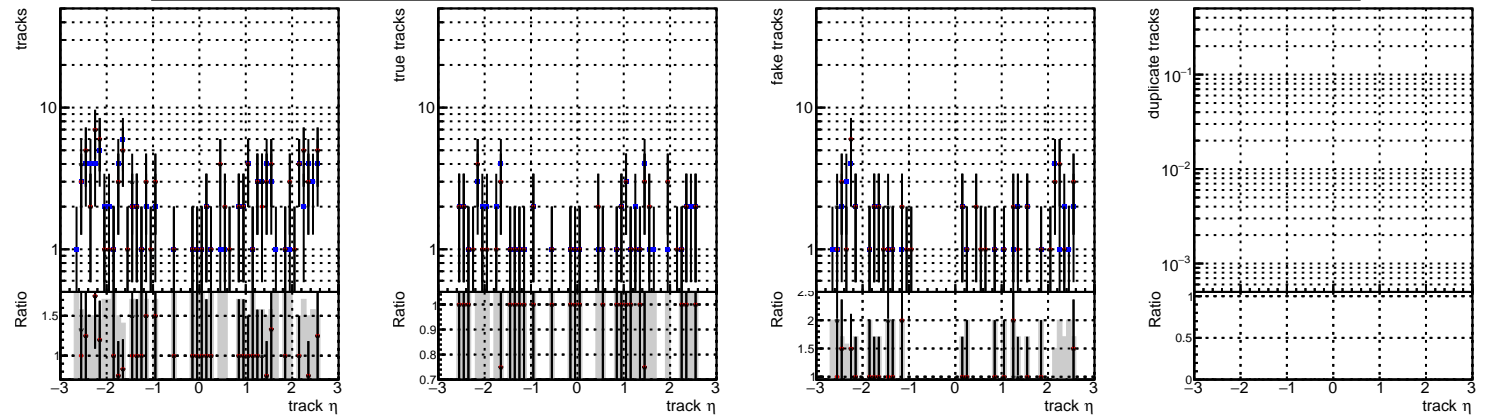 tracks
10
1
Ratio
1.5
1
−3 −2 −1 0 1 2 3
track η
true tracks
10
1
Ratio
1
0.9
0.8
0.7
−3 −2 −1 0 1 2 3
track η
fake tracks
10
1
Ratio
2.5
2
1.5
1
−3 −2 −1 0 1 2 3
track η
duplicate tracks
10−1
10−2
10−3
Ratio
1
0.5
0
−3 −2 −1 0 1 2 3
track η